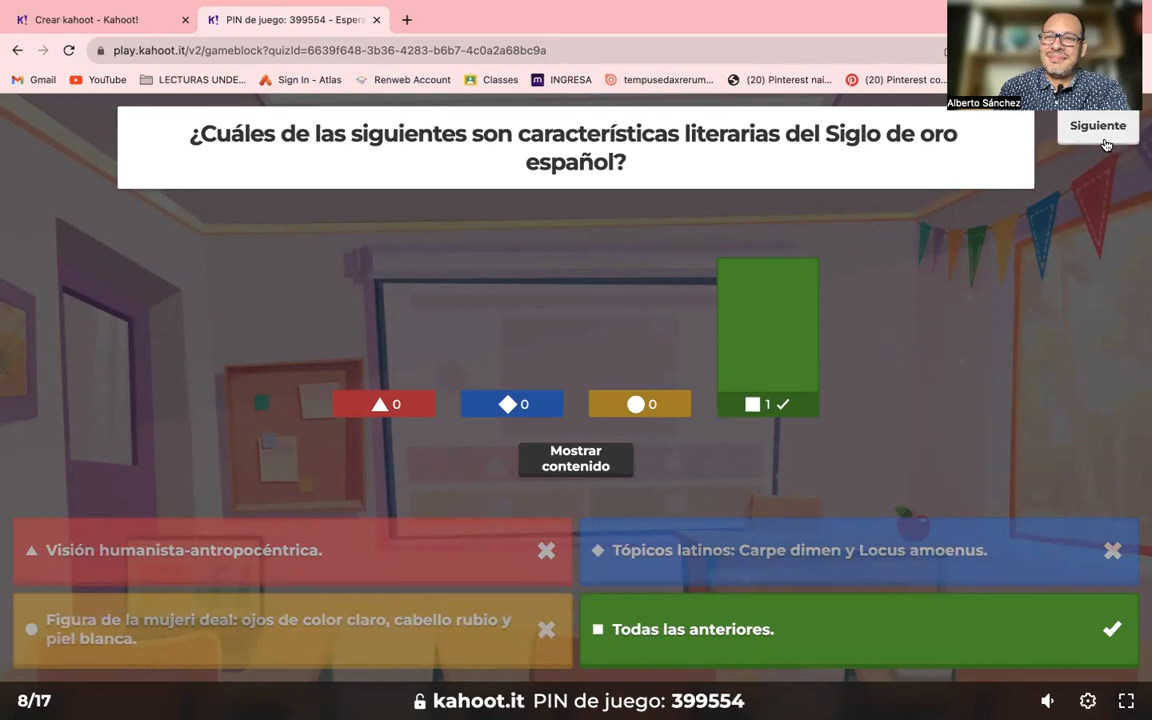 Crear kahoot - Kahoot!
PIN de juego: 399554 - Espera
play.kahoot.it/v2/gameblock?quizId=6639f648-3b36-4283-b6b7-4c0a2a68bc9a
Gmail
YouTube
LECTURAS UNDE...
Sign In - Atlas
Renweb Account
Classes
INGRESA
tempusedaxrerum...
(20) Pinterest nai...
(20) Pinterest co...
Alberto Sánchez
Siguiente
¿Cuáles de las siguientes son características literarias del Siglo de oro
español?
0
0
0
1
Mostrar
contenido
Visión humanista-antropocéntrica.
Tópicos latinos: Carpe dimen y Locus amoenus.
Figura de la mujeri deal: ojos de color claro, cabello rubio y
piel blanca.
Todas las anteriores.
8/17
kahoot.it PIN de juego: 399554